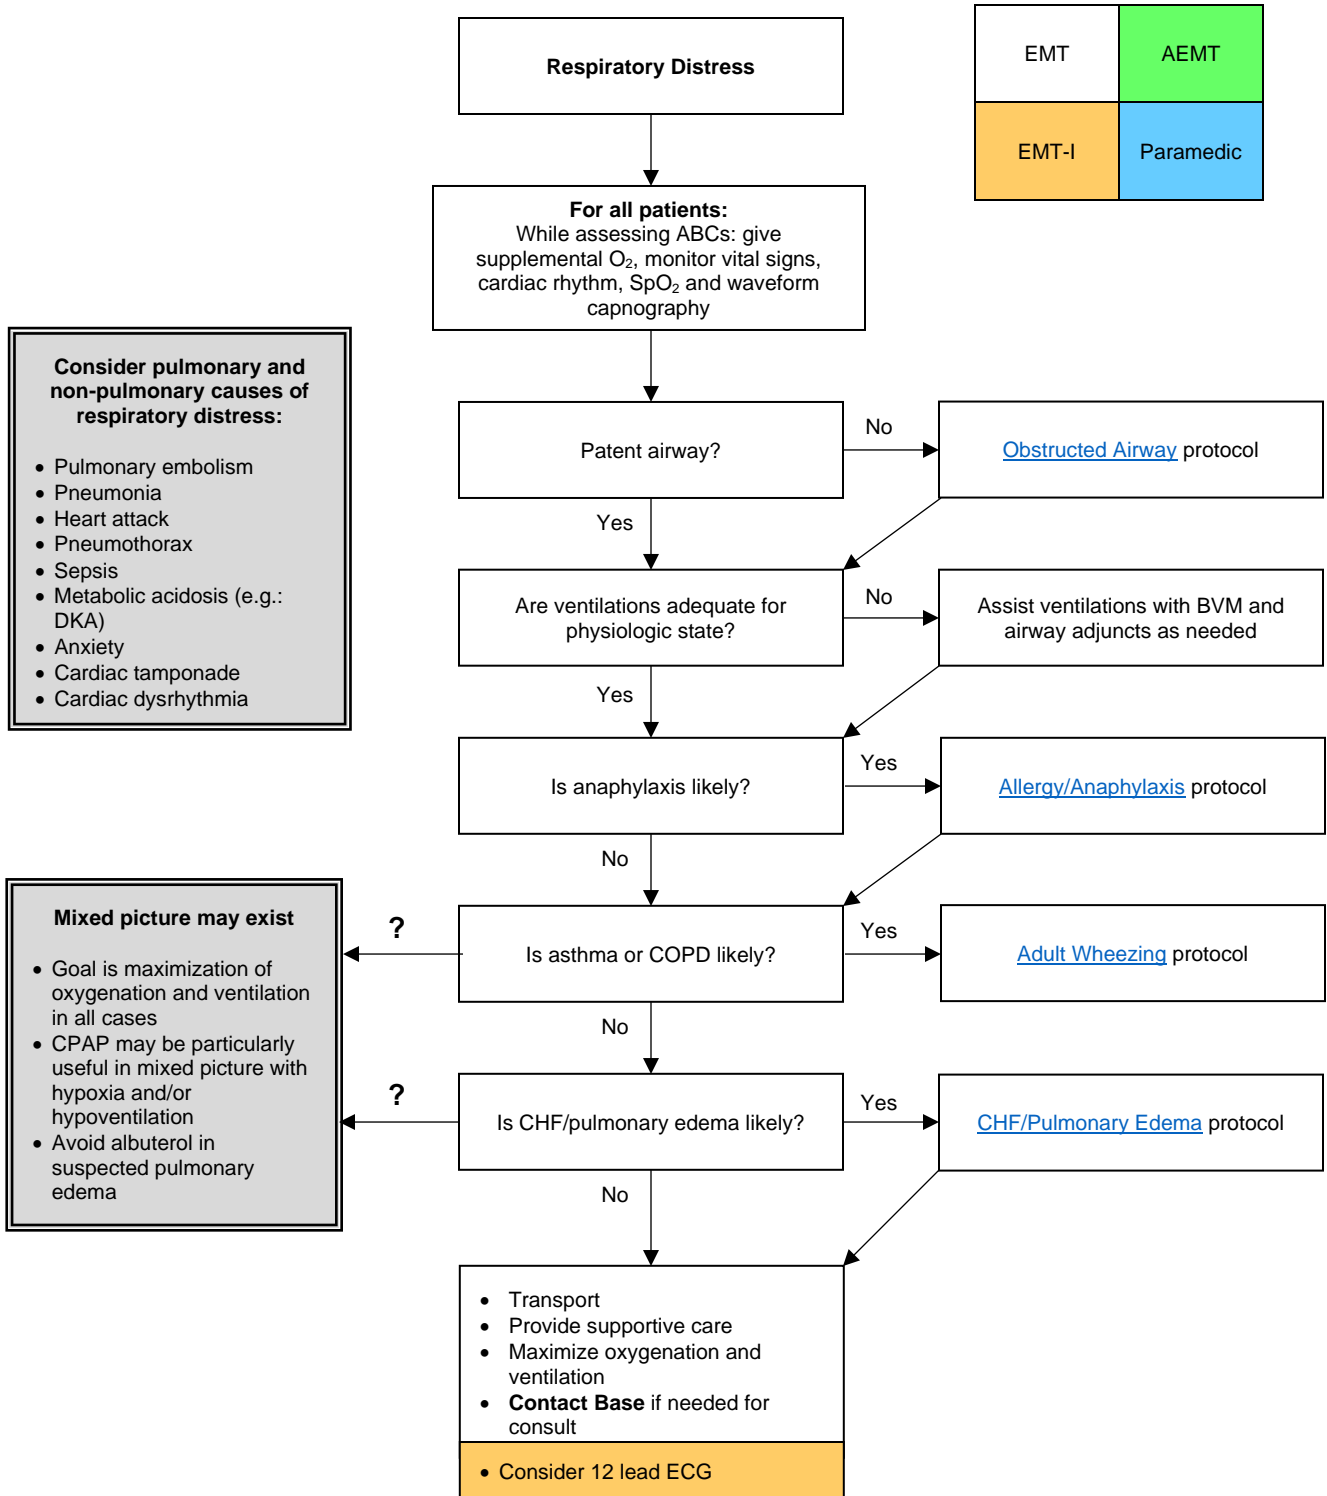 Respiratory Distress
EMT
AEMT
EMT-I
Paramedic
For all patients:
While assessing ABCs: give
supplemental O₂, monitor vital signs,
cardiac rhythm, SpO₂ and waveform
capnography
Consider pulmonary and
non-pulmonary causes of
respiratory distress:
• Pulmonary embolism
• Pneumonia
• Heart attack
• Pneumothorax
• Sepsis
• Metabolic acidosis (e.g.:
DKA)
• Anxiety
• Cardiac tamponade
• Cardiac dysrhythmia
Patent airway?
No
Obstructed Airway protocol
Yes
Are ventilations adequate for
physiologic state?
No
Assist ventilations with BVM and
airway adjuncts as needed
Yes
Is anaphylaxis likely?
Yes
Allergy/Anaphylaxis protocol
No
Mixed picture may exist
• Goal is maximization of
oxygenation and ventilation
in all cases
• CPAP may be particularly
useful in mixed picture with
hypoxia and/or
hypoventilation
• Avoid albuterol in
suspected pulmonary
edema
?
Is asthma or COPD likely?
Yes
Adult Wheezing protocol
No
?
Is CHF/pulmonary edema likely?
Yes
CHF/Pulmonary Edema protocol
No
• Transport
• Provide supportive care
• Maximize oxygenation and
ventilation
• Contact Base if needed for
consult
• Consider 12 lead ECG